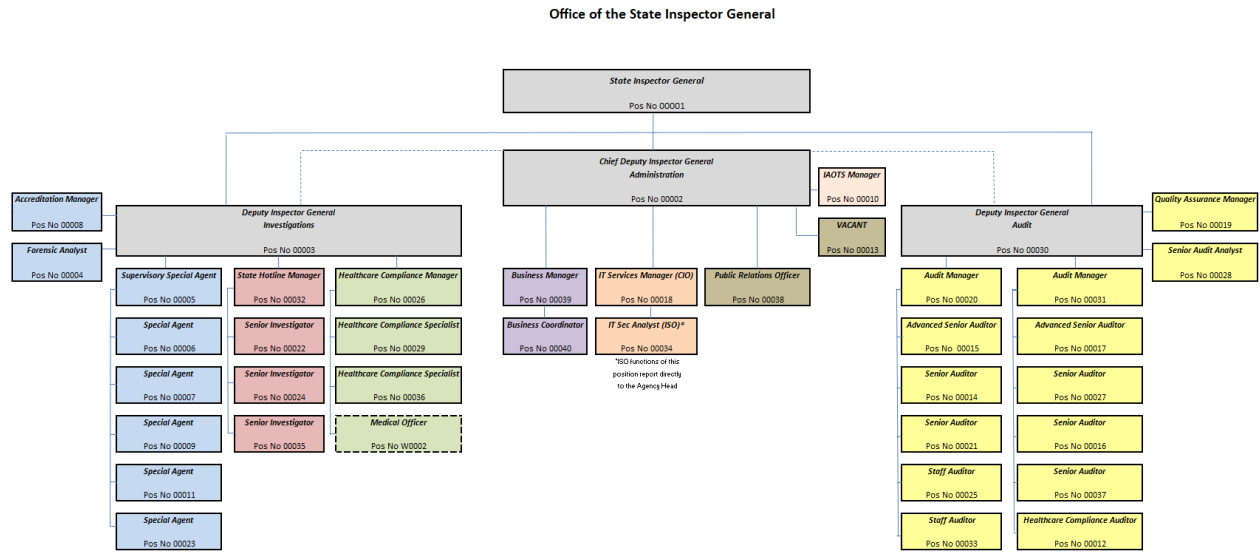 Office of the State Inspector General
State Inspector General
Pos No 00001
Chief Deputy Inspector General
Administration
Pos No 00002
IAOTS Manager
Pos No 00010
VACANT
Pos No 00013
Accreditation Manager
Pos No 00008
Forensic Analyst
Pos No 00004
Deputy Inspector General
Investigations
Pos No 00003
Deputy Inspector General
Audit
Pos No 00030
Quality Assurance Manager
Pos No 00019
Senior Audit Analyst
Pos No 00028
Supervisory Special Agent
Pos No 00005
Special Agent
Pos No 00006
Special Agent
Pos No 00007
Special Agent
Pos No 00009
Special Agent
Pos No 00011
Special Agent
Pos No 00023
State Hotline Manager
Pos No 00032
Senior Investigator
Pos No 00022
Senior Investigator
Pos No 00024
Senior Investigator
Pos No 00035
Healthcare Compliance Manager
Pos No 00026
Healthcare Compliance Specialist
Pos No 00029
Healthcare Compliance Specialist
Pos No 00036
Medical Officer
Pos No W0002
Business Manager
Pos No 00039
Business Coordinator
Pos No 00040
IT Services Manager (CIO)
Pos No 00018
IT Sec Analyst (ISO)*
Pos No 00034
*ISO functions of this
position report directly
to the Agency Head
Public Relations Officer
Pos No 00038
Audit Manager
Pos No 00020
Advanced Senior Auditor
Pos No 00015
Senior Auditor
Pos No 00014
Senior Auditor
Pos No 00021
Staff Auditor
Pos No 00025
Staff Auditor
Pos No 00033
Audit Manager
Pos No 00031
Advanced Senior Auditor
Pos No 00017
Senior Auditor
Pos No 00027
Senior Auditor
Pos No 00016
Senior Auditor
Pos No 00037
Healthcare Compliance Auditor
Pos No 00012